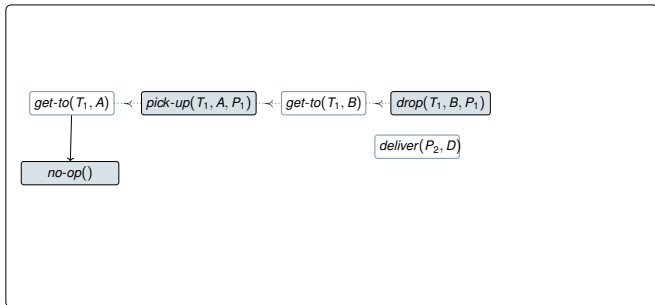 get-to(T₁, A) ≺ pick-up(T₁, A, P₁) ≺ get-to(T₁, B) ≺ drop(T₁, B, P₁)
deliver(P₂, D)
no-op()